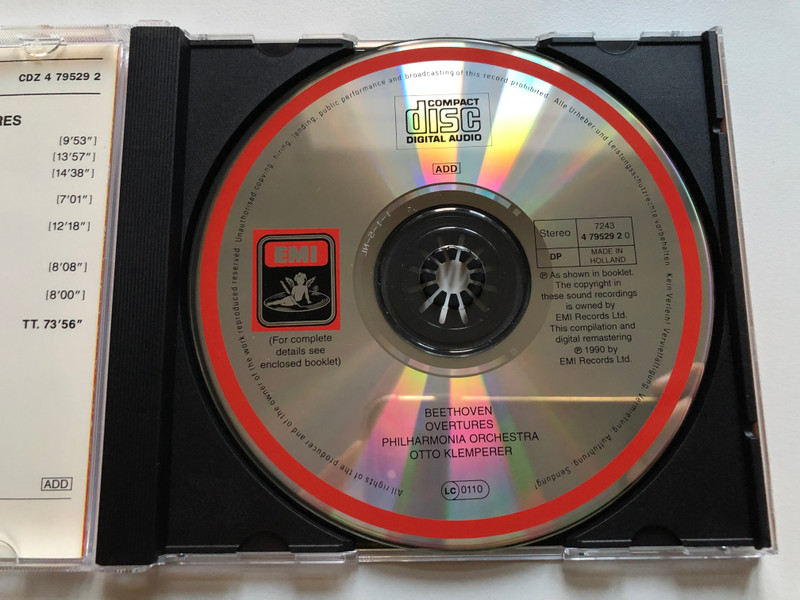 CDZ 4 79529 2
RES
[9'53"]
[13'57"]
[14'38"]
[7'01"]
[12'18"]
[8'08"]
[8'00"]
TT. 73'56"
ADD
All rights of the producer and of the owner of the work reproduced reserved. Unauthorised copying, hiring, lending, public performance and broadcasting of this record prohibited. Alle Urheber und Leistungsschutzrechte vorbehalten. Kein Verleih! Vervielfältigung, Vermietung, Aufführung, Sendung!
COMPACT
disc
DIGITAL AUDIO
ADD
EMI
(For complete
details see
enclosed booklet)
Stereo
7243
4 79529 2 0
DP
MADE IN
HOLLAND
℗ As shown in booklet.
The copyright in
these sound recordings
is owned by
EMI Records Ltd.
This compilation and
digital remastering
℗ 1990 by
EMI Records Ltd.
BEETHOVEN
OVERTURES
PHILHARMONIA ORCHESTRA
OTTO KLEMPERER
LC 0110